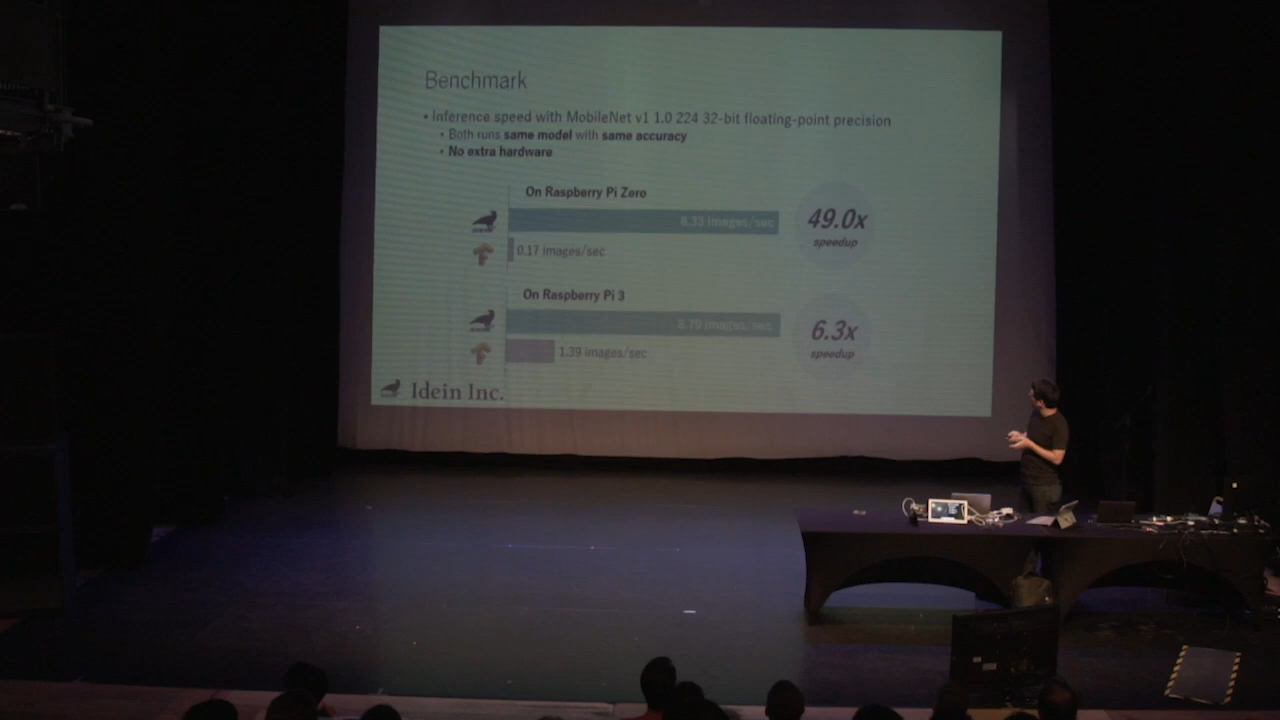 Benchmark
• Inference speed with MobileNet v1 1.0 224 32-bit floating-point precision
• Both runs same model with same accuracy
• No extra hardware
On Raspberry Pi Zero
8.33 images/sec
49.0x
speedup
0.17 images/sec
On Raspberry Pi 3
8.70 images/sec
6.3x
speedup
1.39 images/sec
Idein Inc.